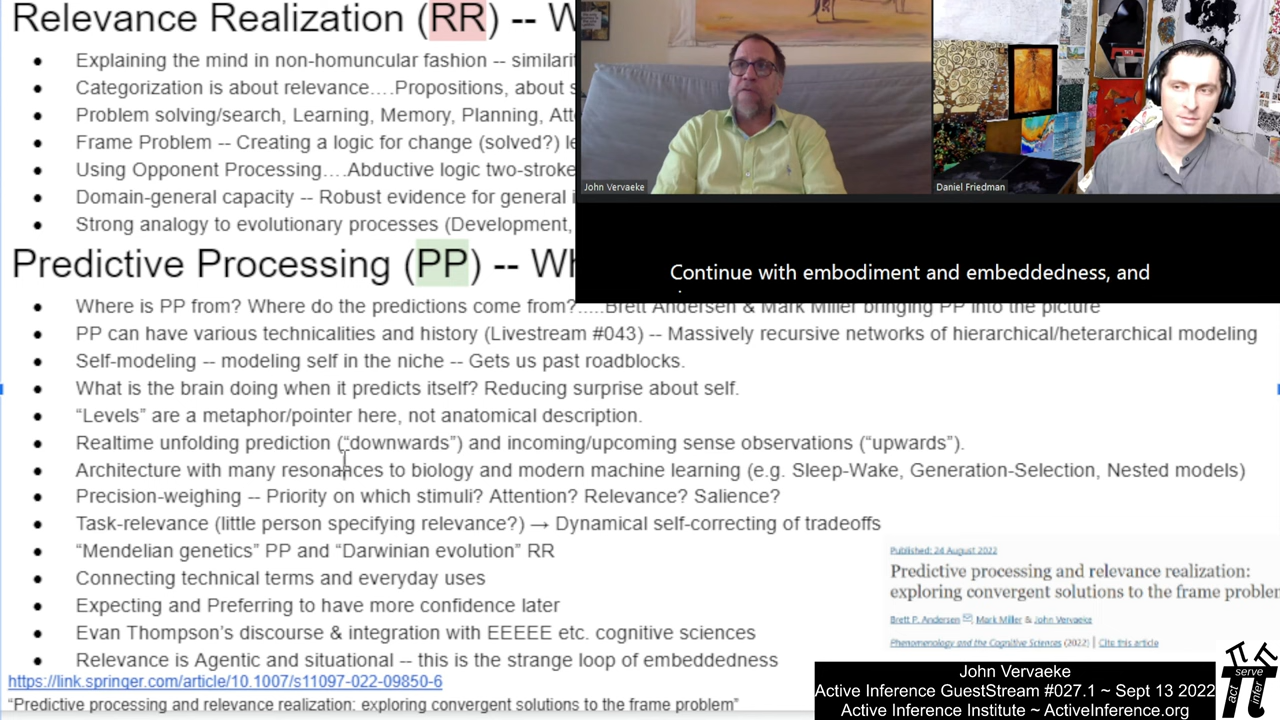 Relevance Realization (RR) -- W
Explaining the mind in non-homuncular fashion -- similarit
Categorization is about relevance….Propositions, about s
Problem solving/search, Learning, Memory, Planning, Att
Frame Problem -- Creating a logic for change (solved?) le
Using Opponent Processing….Abductive logic two-stroke
Domain-general capacity -- Robust evidence for general i
Strong analogy to evolutionary processes (Development,
John Vervaeke
Daniel Friedman
Continue with embodiment and embeddedness, and
Predictive Processing (PP) -- Wh
Where is PP from? Where do the predictions come from?.....Brett Andersen & Mark Miller bringing PP into the picture
PP can have various technicalities and history (Livestream #043) -- Massively recursive networks of hierarchical/heterarchical modeling
Self-modeling -- modeling self in the niche -- Gets us past roadblocks.
What is the brain doing when it predicts itself? Reducing surprise about self.
“Levels” are a metaphor/pointer here, not anatomical description.
Realtime unfolding prediction (“downwards”) and incoming/upcoming sense observations (“upwards”).
Architecture with many resonances to biology and modern machine learning (e.g. Sleep-Wake, Generation-Selection, Nested models)
Precision-weighing -- Priority on which stimuli? Attention? Relevance? Salience?
Task-relevance (little person specifying relevance?) → Dynamical self-correcting of tradeoffs
“Mendelian genetics” PP and “Darwinian evolution” RR
Connecting technical terms and everyday uses
Expecting and Preferring to have more confidence later
Evan Thompson’s discourse & integration with EEEEE etc. cognitive sciences
Relevance is Agentic and situational -- this is the strange loop of embeddedness
https://link.springer.com/article/10.1007/s11097-022-09850-6
“Predictive processing and relevance realization: exploring convergent solutions to the frame problem”
Published: 24 August 2022
Predictive processing and relevance realization:
exploring convergent solutions to the frame problem
Brett P. Andersen, Mark Miller & John Vervaeke
Phenomenology and the Cognitive Sciences (2022) | Cite this article
John Vervaeke
Active Inference GuestStream #027.1 ~ Sept 13 2022
Active Inference Institute ~ ActiveInference.org
serve
act
infer